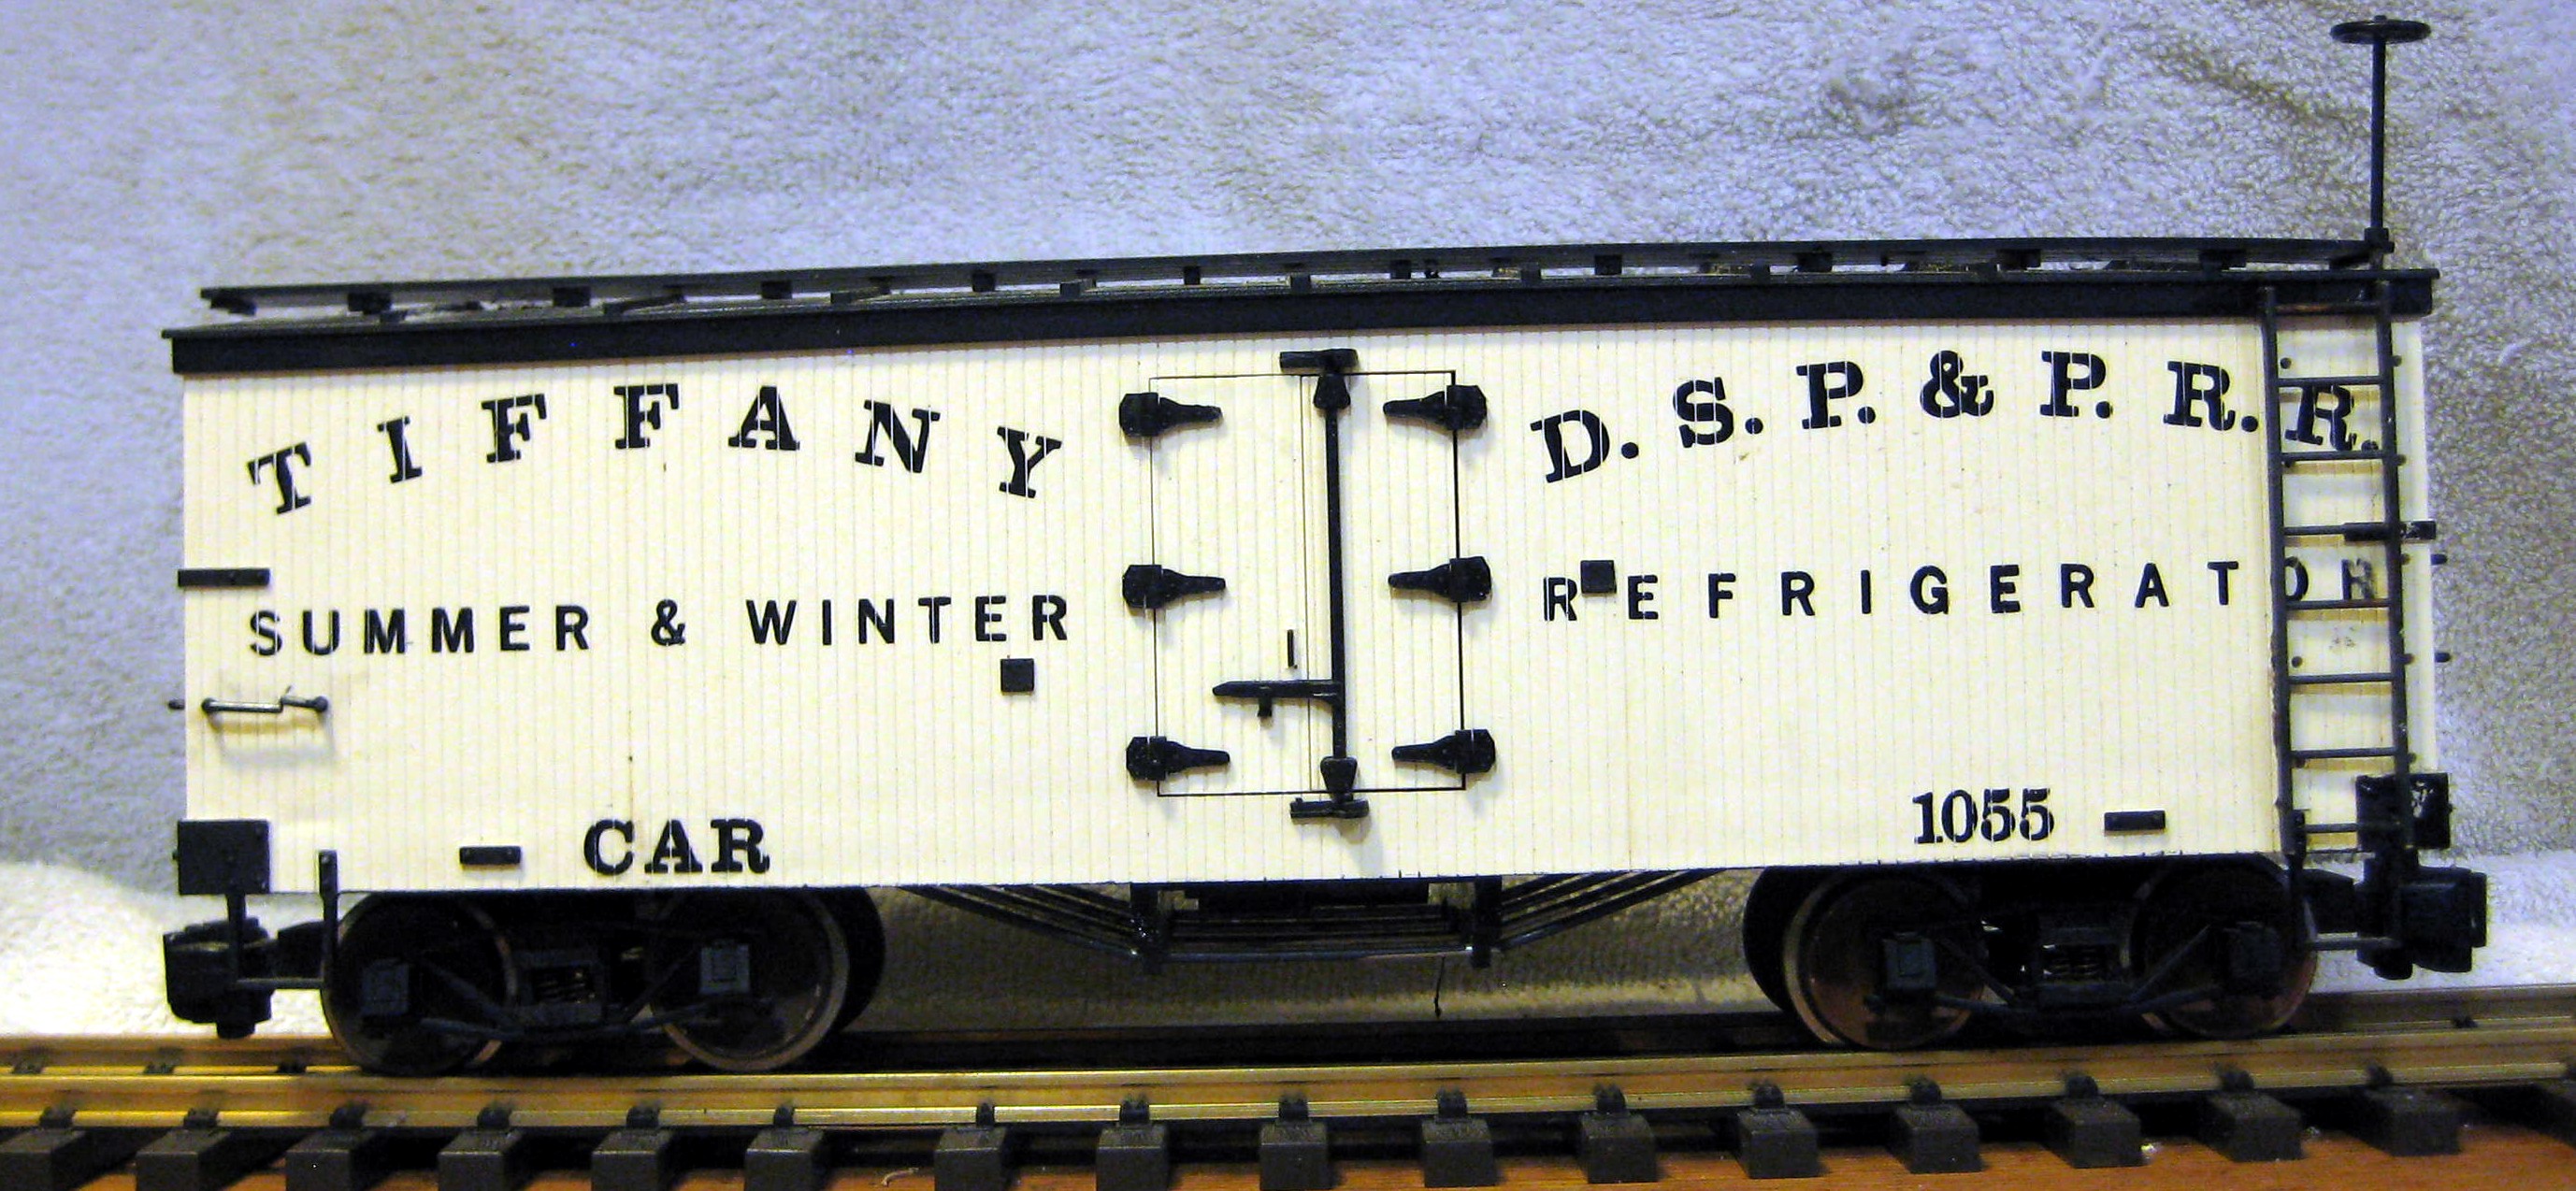 TIFFANY
SUMMER & WINTER
CAR
D.S.P.&P.R.R.
REFRIGERATOR
1055